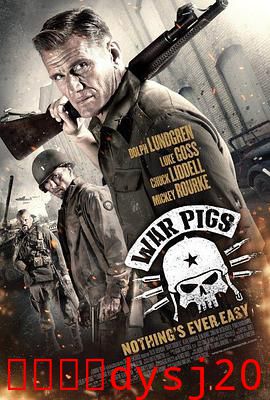 DOLPH LUNDGREN
LUKE GOSS
CHUCK LIDDELL
MICKEY ROURKE
WAR PIGS
NOTHING'S EVER EASY
dysj20